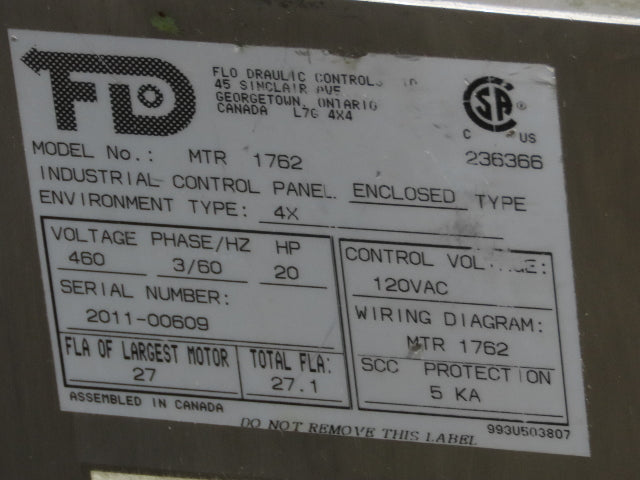 FD
FLO DRAULIC CONTROLS
45 SINCLAIR AVE.
GEORGETOWN, ONTARIO
CANADA L7G 4X4
SA ®
C US
236366
MODEL No.: MTR 1762
INDUSTRIAL CONTROL PANEL ENCLOSED TYPE
ENVIRONMENT TYPE: 4X
VOLTAGE PHASE/HZ HP
460 3/60 20
SERIAL NUMBER:
2011-00609
FLA OF LARGEST MOTOR TOTAL FLA:
27 27.1
CONTROL VOLTAGE:
120VAC
WIRING DIAGRAM:
MTR 1762
SCC PROTECTION
5 KA
ASSEMBLED IN CANADA
DO NOT REMOVE THIS LABEL
993U503807